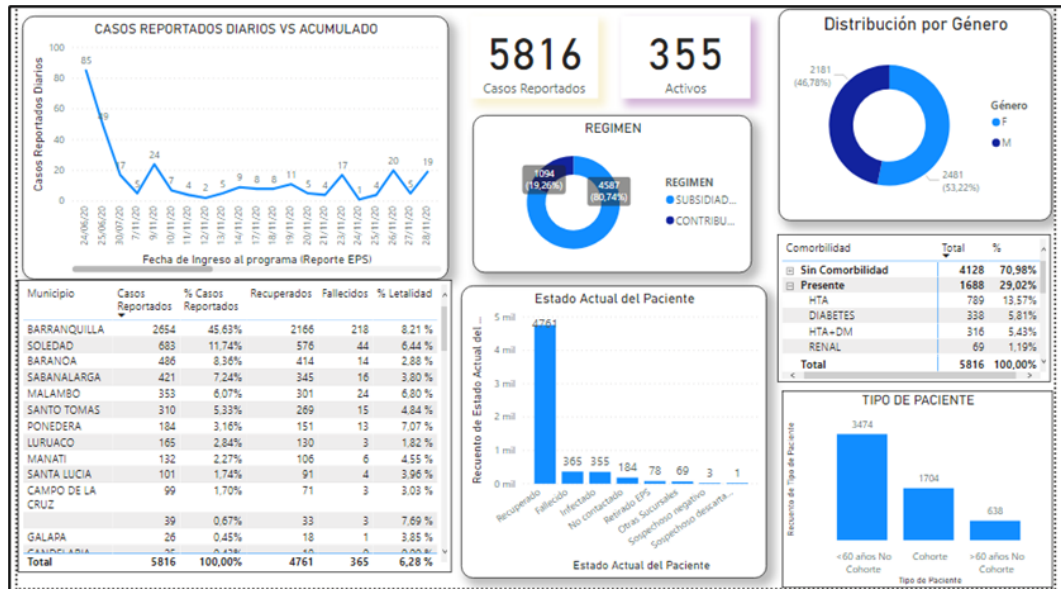 CASOS REPORTADOS DIARIOS VS ACUMULADO
Casos Reportados Diarios
100
80
60
40
20
0
85
49
17
5
24
7
4
2
5
9
8
8
11
5
4
17
1
4
20
5
19
24/06/20
25/06/20
30/07/20
7/11/20
9/11/20
10/11/20
11/11/20
12/11/20
13/11/20
14/11/20
17/11/20
18/11/20
19/11/20
20/11/20
21/11/20
23/11/20
24/11/20
25/11/20
26/11/20
27/11/20
28/11/20
Fecha de Ingreso al programa (Reporte EPS)
5816
Casos Reportados
355
Activos
REGIMEN
1094
(19,26%)
4587
(80,74%)
REGIMEN
SUBSIDIAD...
CONTRIBU...
Distribución por Género
2181
(46,78%)
2481
(53,22%)
Género
F
M
Municipio Casos Reportados % Casos Reportados Recuperados Fallecidos % Letalidad
BARRANQUILLA 2654 45,63% 2166 218 8,21 %
SOLEDAD 683 11,74% 576 44 6,44 %
BARANOA 486 8,36% 414 14 2,88 %
SABANALARGA 421 7,24% 345 16 3,80 %
MALAMBO 353 6,07% 301 24 6,80 %
SANTO TOMAS 310 5,33% 269 15 4,84 %
PONEDERA 184 3,16% 151 13 7,07 %
LURUACO 165 2,84% 130 3 1,82 %
MANATI 132 2,27% 106 6 4,55 %
SANTA LUCIA 101 1,74% 91 4 3,96 %
CAMPO DE LA CRUZ 99 1,70% 71 3 3,03 %
39 0,67% 33 3 7,69 %
GALAPA 26 0,45% 18 1 3,85 %
Total 5816 100,00% 4761 365 6,28 %
Estado Actual del Paciente
Recuento de Estado Actual del ...
5 mil
4 mil
3 mil
2 mil
1 mil
0 mil
4761
365
355
184
78
69
3
1
Recuperado
Fallecido
Infectado
No contactado
Retirado EPS
Otras Sucursales
Sospechoso negativo
Sospechoso descarta...
Estado Actual del Paciente
Comorbilidad Total %
Sin Comorbilidad 4128 70,98%
Presente 1688 29,02%
HTA 789 13,57%
DIABETES 338 5,81%
HTA+DM 316 5,43%
RENAL 69 1,19%
Total 5816 100,00%
TIPO DE PACIENTE
Recuento de Tipo de Paciente
3474
1704
638
<60 años No Cohorte
Cohorte
>60 años No Cohorte
Tipo de Paciente